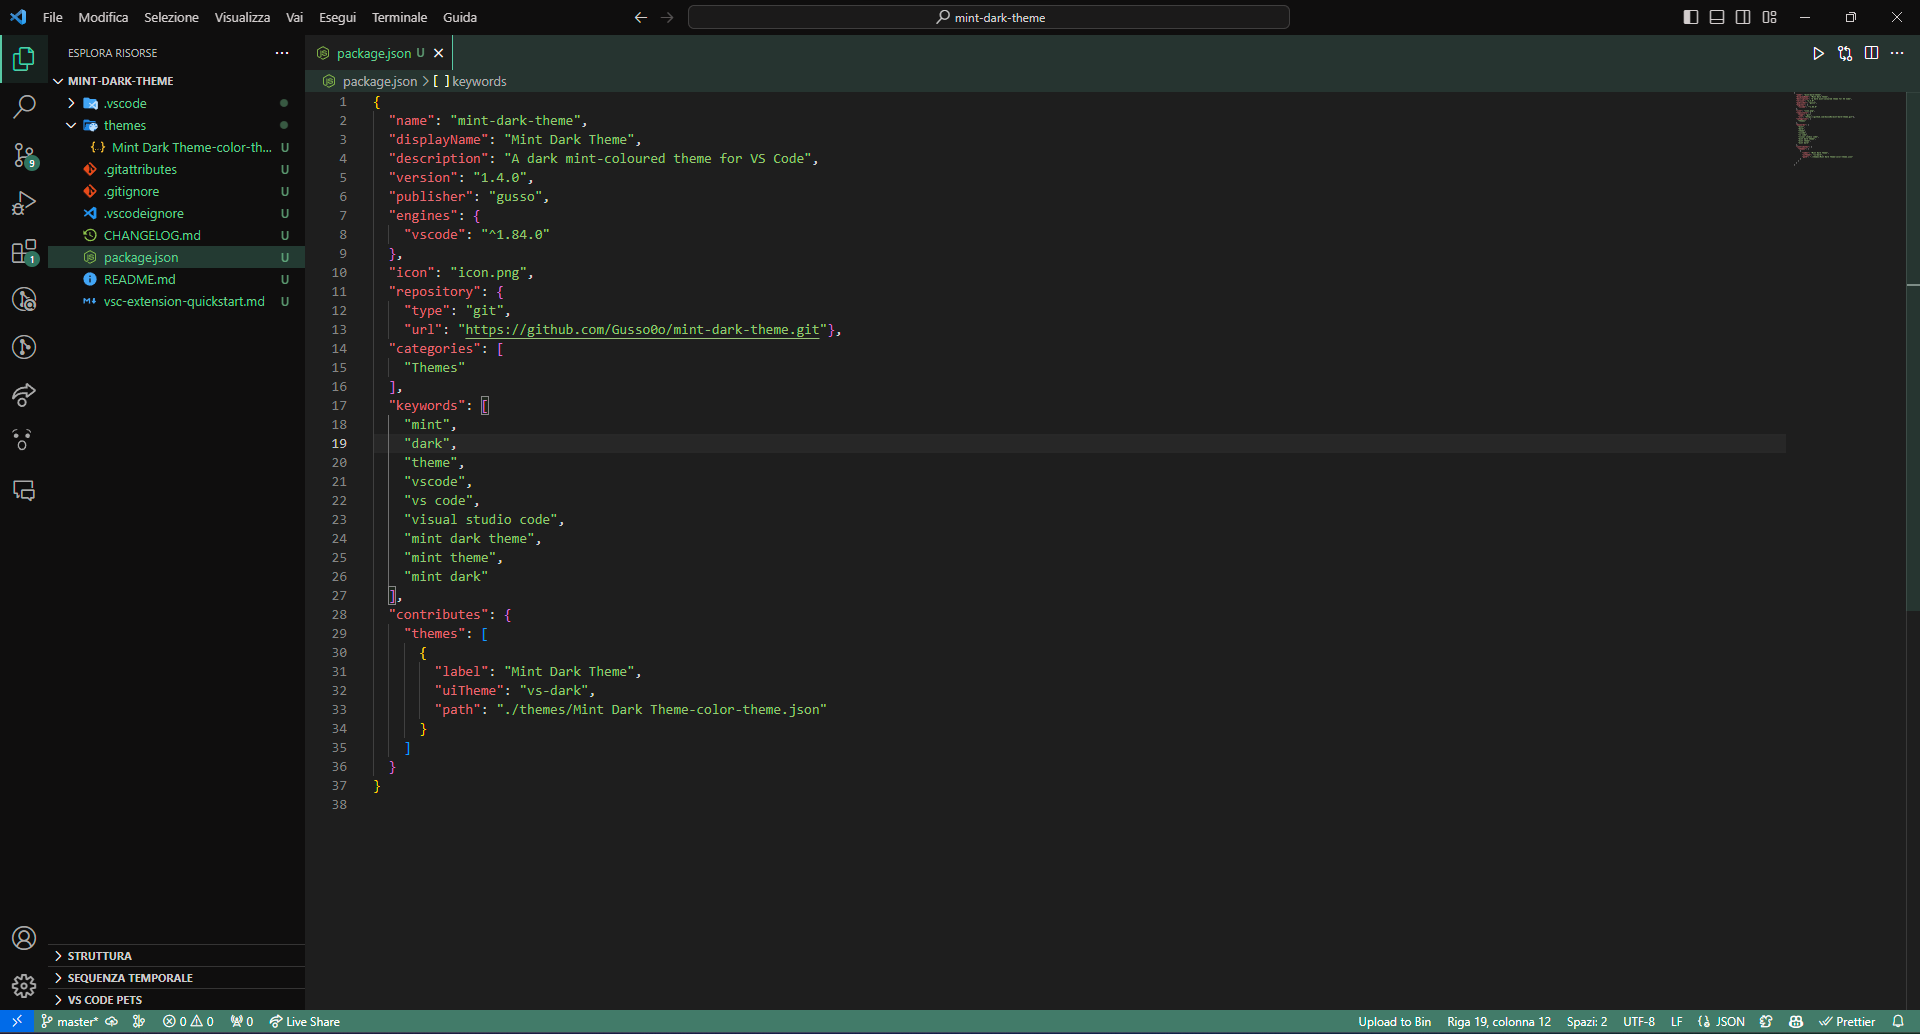 File Modifica Selezione Visualizza Vai Esegui Terminale Guida
mint-dark-theme
ESPLORA RISORSE
MINT-DARK-THEME
.vscode
themes
Mint Dark Theme-color-th... U
.gitattributes U
.gitignore U
.vscodeignore U
CHANGELOG.md U
package.json U
README.md U
vsc-extension-quickstart.md U
9
1
STRUTTURA
SEQUENZA TEMPORALE
VS CODE PETS
package.json U
package.json > [ ] keywords
1 {
2 "name": "mint-dark-theme",
3 "displayName": "Mint Dark Theme",
4 "description": "A dark mint-coloured theme for VS Code",
5 "version": "1.4.0",
6 "publisher": "gusso",
7 "engines": {
8 "vscode": "^1.84.0"
9 },
10 "icon": "icon.png",
11 "repository": {
12 "type": "git",
13 "url": "https://github.com/Gusso0o/mint-dark-theme.git"},
14 "categories": [
15 "Themes"
16 ],
17 "keywords": [
18 "mint",
19 "dark",
20 "theme",
21 "vscode",
22 "vs code",
23 "visual studio code",
24 "mint dark theme",
25 "mint theme",
26 "mint dark"
27 ],
28 "contributes": {
29 "themes": [
30 {
31 "label": "Mint Dark Theme",
32 "uiTheme": "vs-dark",
33 "path": "./themes/Mint Dark Theme-color-theme.json"
34 }
35 ]
36 }
37 }
38
master* 0 0 0 Live Share
Upload to Bin Riga 19, colonna 12 Spazi: 2 UTF-8 LF {} JSON Prettier